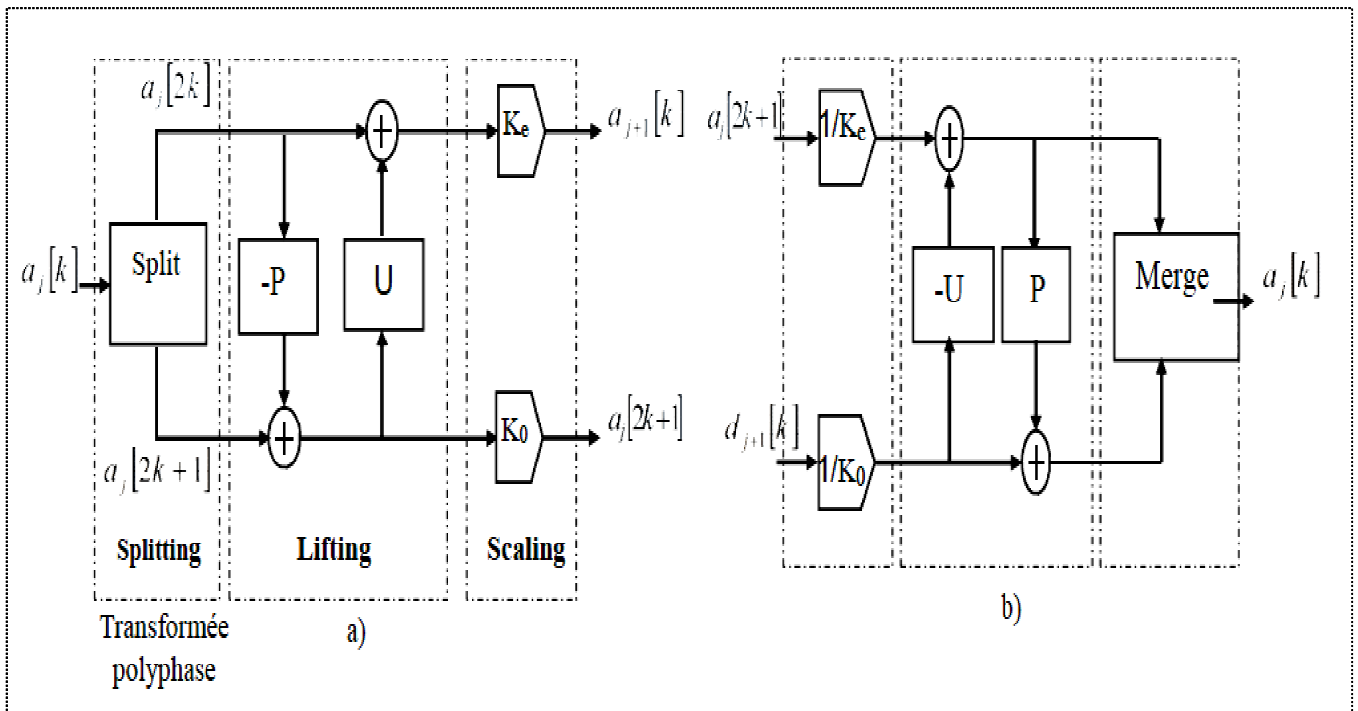 a_j[2k]
K_e
a_{j+1}[k]
a_j[k]
Split
-P
U
a_j[2k+1]
K_0
a_j[2k+1]
Splitting
Lifting
Scaling
Transformée
polyphase
a)
a_j[2k+1]
1/K_e
-U
P
Merge
a_j[k]
d_{j+1}[k]
1/K_0
b)